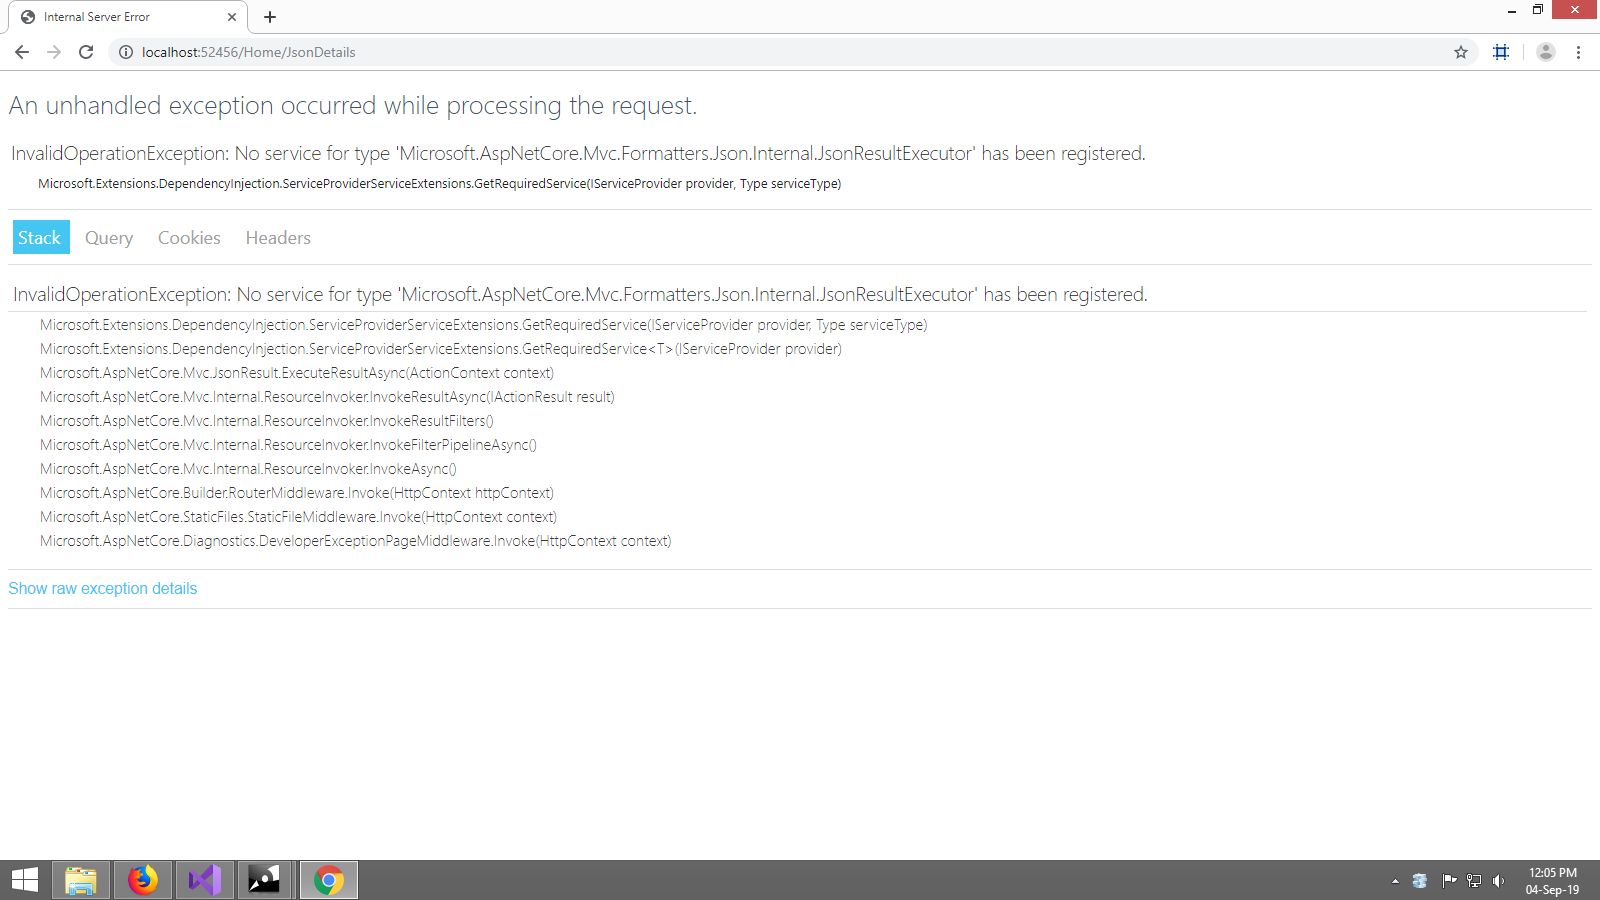 Internal Server Error
localhost:52456/Home/JsonDetails
An unhandled exception occurred while processing the request.
InvalidOperationException: No service for type 'Microsoft.AspNetCore.Mvc.Formatters.Json.Internal.JsonResultExecutor' has been registered.
Microsoft.Extensions.DependencyInjection.ServiceProviderServiceExtensions.GetRequiredService(IServiceProvider provider, Type serviceType)
Stack Query Cookies Headers
InvalidOperationException: No service for type 'Microsoft.AspNetCore.Mvc.Formatters.Json.Internal.JsonResultExecutor' has been registered.
Microsoft.Extensions.DependencyInjection.ServiceProviderServiceExtensions.GetRequiredService(IServiceProvider provider, Type serviceType)
Microsoft.Extensions.DependencyInjection.ServiceProviderServiceExtensions.GetRequiredService<T>(IServiceProvider provider)
Microsoft.AspNetCore.Mvc.JsonResult.ExecuteResultAsync(ActionContext context)
Microsoft.AspNetCore.Mvc.Internal.ResourceInvoker.InvokeResultAsync(IActionResult result)
Microsoft.AspNetCore.Mvc.Internal.ResourceInvoker.InvokeResultFilters()
Microsoft.AspNetCore.Mvc.Internal.ResourceInvoker.InvokeFilterPipelineAsync()
Microsoft.AspNetCore.Mvc.Internal.ResourceInvoker.InvokeAsync()
Microsoft.AspNetCore.Builder.RouterMiddleware.Invoke(HttpContext httpContext)
Microsoft.AspNetCore.StaticFiles.StaticFileMiddleware.Invoke(HttpContext context)
Microsoft.AspNetCore.Diagnostics.DeveloperExceptionPageMiddleware.Invoke(HttpContext context)
Show raw exception details
12:05 PM
04-Sep-19